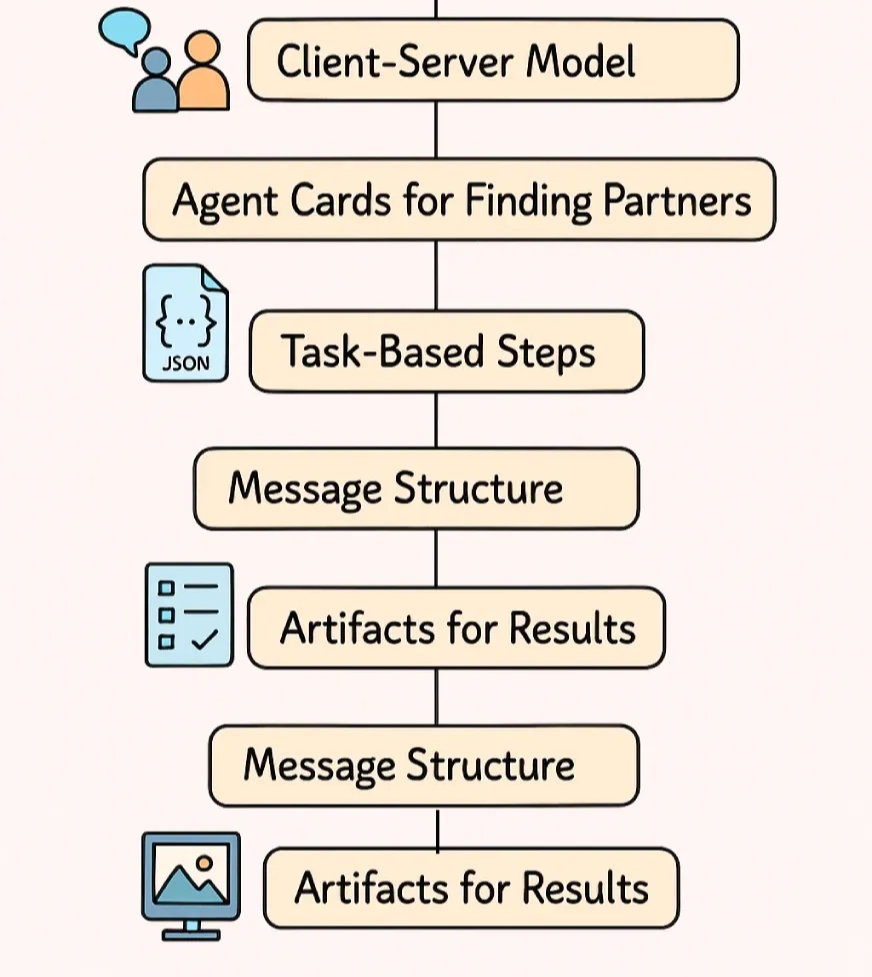 Client-Server Model
Agent Cards for Finding Partners
{··}
JSON
Task-Based Steps
Message Structure
Artifacts for Results
Message Structure
Artifacts for Results